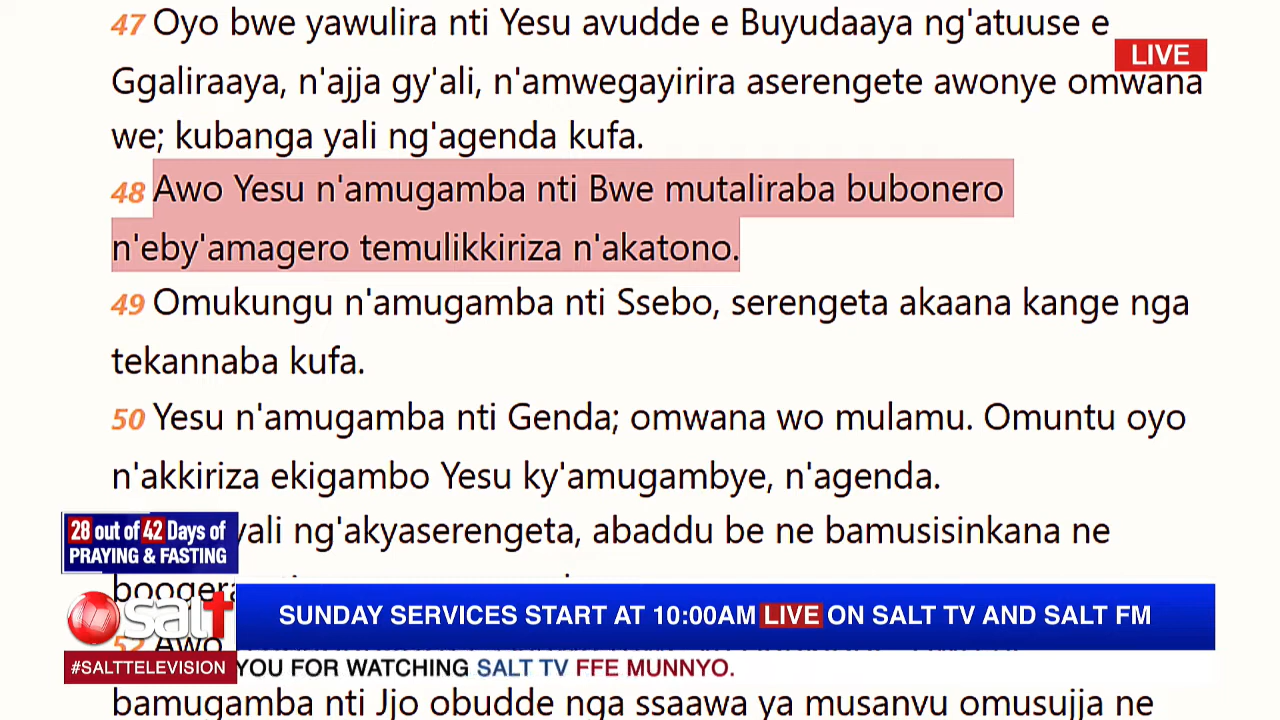 47 Oyo bwe yawulira nti Yesu avudde e Buyudaaya ng'atuuse e
LIVE
Ggaliraaya, n'ajja gy'ali, n'amwegayirira aserengete awonye omwana
we; kubanga yali ng'agenda kufa.
48 Awo Yesu n'amugamba nti Bwe mutaliraba bubonero
n'eby'amagero temulikkiriza n'akatono.
49 Omukungu n'amugamba nti Ssebo, serengeta akaana kange nga
tekannaba kufa.
50 Yesu n'amugamba nti Genda; omwana wo mulamu. Omuntu oyo
n'akkiriza ekigambo Yesu ky'amugambye, n'agenda.
yali ng'akyaserengeta, abaddu be ne bamusisinkana ne
28 out of 42 Days of
PRAYING & FASTING
salt
SUNDAY SERVICES START AT 10:00AM LIVE ON SALT TV AND SALT FM
52 Awo
#SALTTELEVISION
YOU FOR WATCHING SALT TV FFE MUNNYO.
bamugamba nti Jjo obudde nga ssaawa ya musanvu omusujja ne